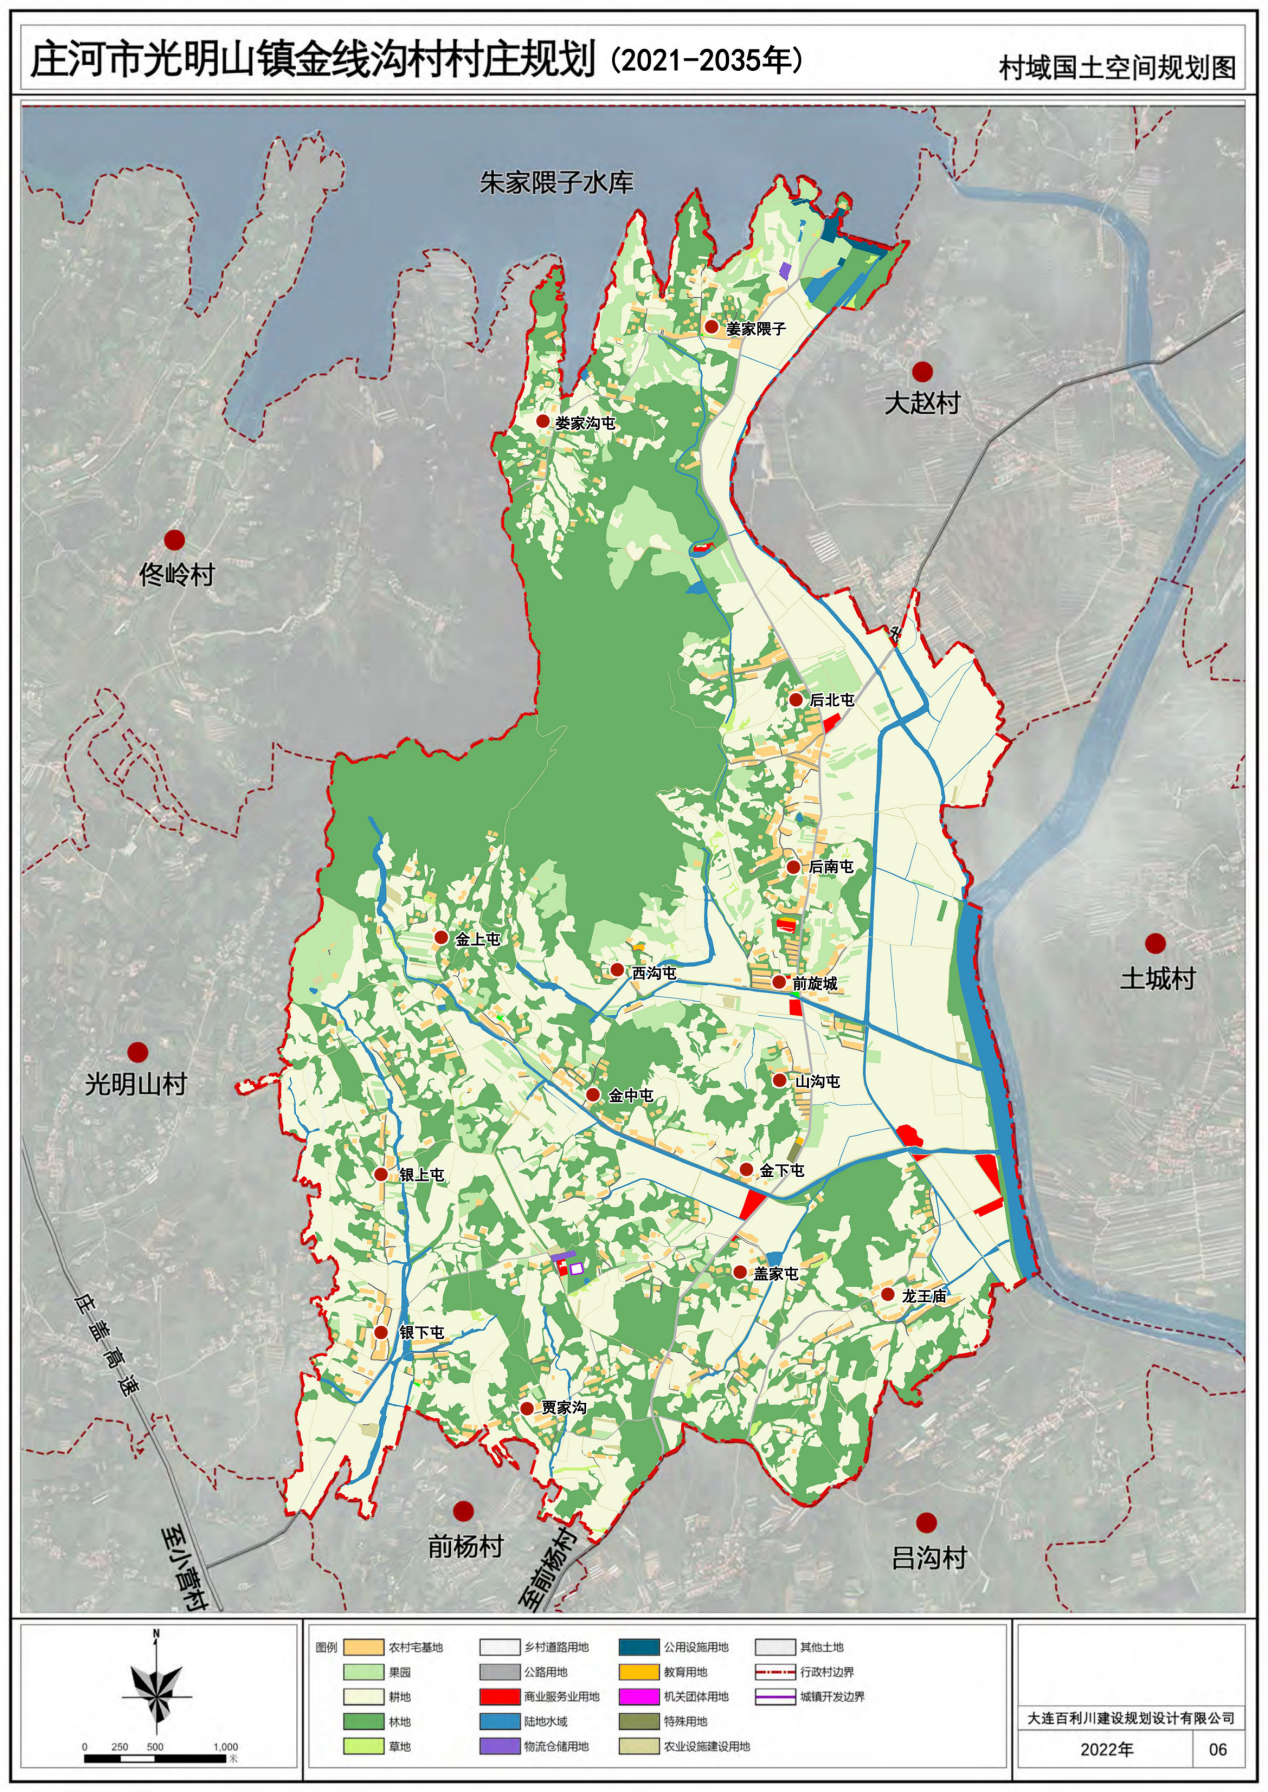 庄河市光明山镇金线沟村村庄规划（2021-2035年）
村域国土空间规划图
朱家隈子水库
姜家隈子
大赵村
娄家沟屯
佟岭村
后北屯
后南屯
金上屯
西沟屯
前旋城
土城村
光明山村
山沟屯
金中屯
银上屯
金下屯
盖家屯
龙王庙
庄盖高速
银下屯
贾家沟
前杨村
吕沟村
至小营村
至前杨村
N
0 250 500 1,000
米
图例
农村宅基地
果园
耕地
林地
草地
乡村道路用地
公路用地
商业服务业用地
陆地水域
物流仓储用地
公用设施用地
教育用地
机关团体用地
特殊用地
农业设施建设用地
其他土地
行政村边界
城镇开发边界
大连百利川建设规划设计有限公司
2022年
06